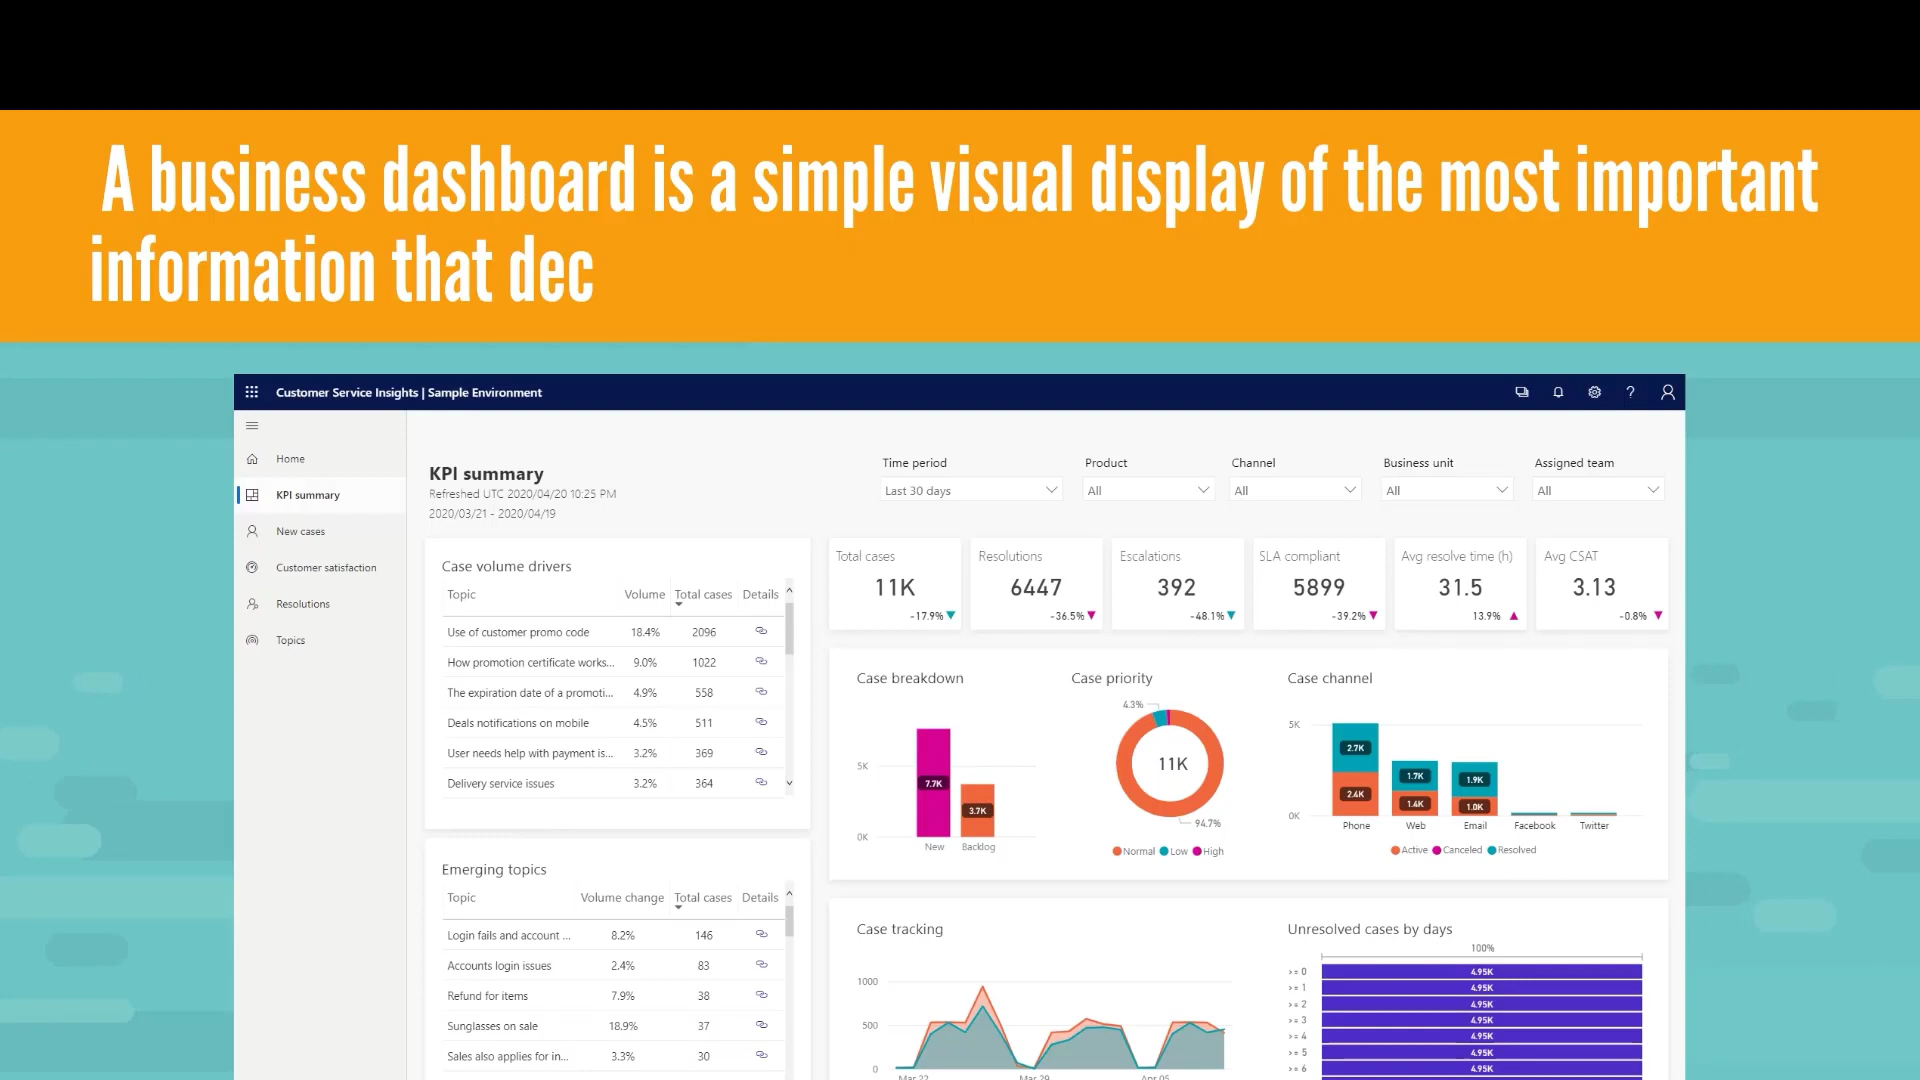 A business dashboard is a simple visual display of the most important
information that dec
Customer Service Insights | Sample Environment
?
Home
KPI summary
New cases
Customer satisfaction
Resolutions
Topics
KPI summary
Refreshed UTC 2020/04/20 10:25 PM
2020/03/21 - 2020/04/19
Time period
Last 30 days
Product
All
Channel
All
Business unit
All
Assigned team
All
Case volume drivers
Topic Volume Total cases Details
Use of customer promo code 18.4% 2096
How promotion certificate works... 9.0% 1022
The expiration date of a promoti... 4.9% 558
Deals notifications on mobile 4.5% 511
User needs help with payment is... 3.2% 369
Delivery service issues 3.2% 364
Total cases
11K
-17.9%
Resolutions
6447
-36.5%
Escalations
392
-48.1%
SLA compliant
5899
-39.2%
Avg resolve time (h)
31.5
13.9%
Avg CSAT
3.13
-0.8%
Case breakdown
5K
0K
7.7K
3.7K
New Backlog
Case priority
4.3%
11K
94.7%
Normal Low High
Case channel
5K
0K
2.7K
2.4K
1.7K
1.4K
1.9K
1.0K
Phone Web Email Facebook Twitter
Active Canceled Resolved
Emerging topics
Topic Volume change Total cases Details
Login fails and account ... 8.2% 146
Accounts login issues 2.4% 83
Refund for items 7.9% 38
Sunglasses on sale 18.9% 37
Sales also applies for in... 3.3% 30
Case tracking
1000
500
0
Mar 22 Mar 29 Apr 05
Unresolved cases by days
100%
>= 0 4.95K
>= 1 4.95K
>= 2 4.95K
>= 3 4.95K
>= 4 4.95K
>= 5 4.95K
>= 6 4.95K